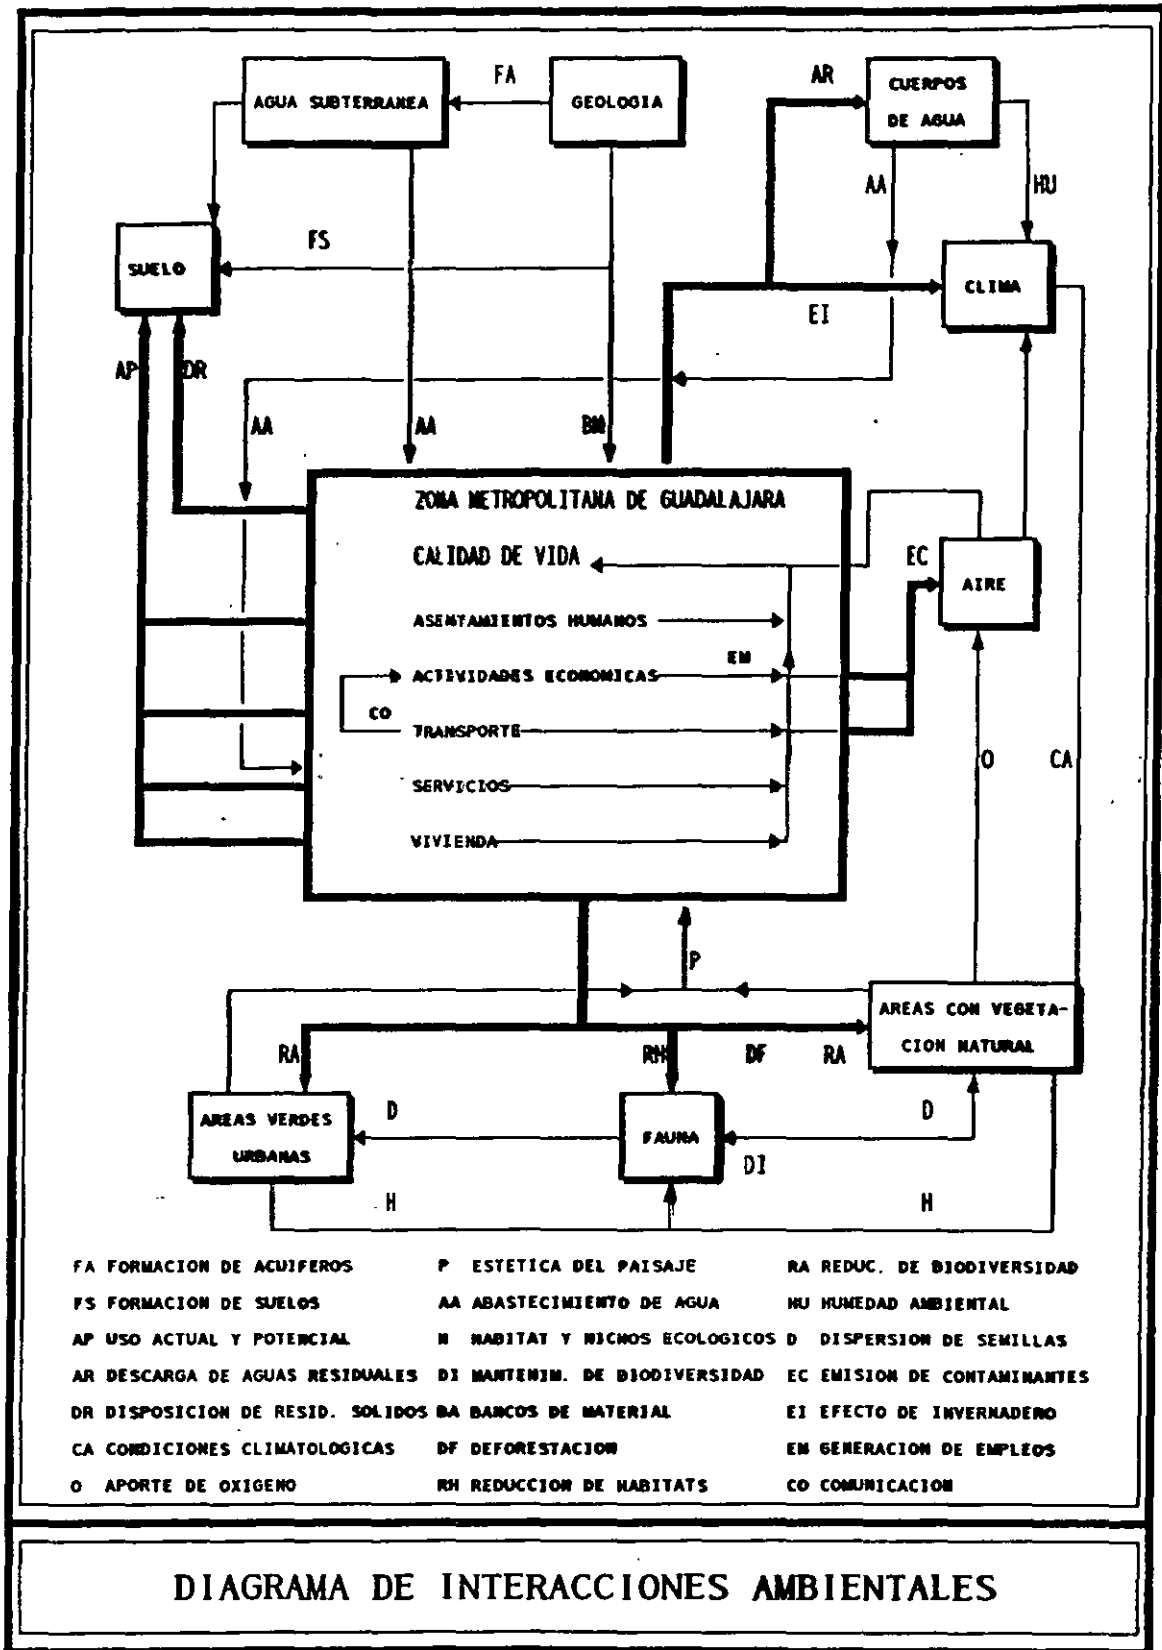 FA
AR
AGUA SUBTERRANEA
GEOLOGIA
CUERPOS
DE AGUA
AA
HU
FS
SUELO
CLIMA
EI
AP
DR
AA
AA
BM
ZONA METROPOLITANA DE GUADALAJARA
CALIDAD DE VIDA
EC
AIRE
ASENTAMIENTOS HUMANOS
EM
ACTIVIDADES ECONOMICAS
CO
TRANSPORTE
O
CA
SERVICIOS
VIVIENDA
P
AREAS CON VEGETA-
CION NATURAL
RA
RH
DF
RA
AREAS VERDES
URBANAS
D
FAUNA
D
DI
H
H
FA FORMACION DE ACUIFEROS
P ESTETICA DEL PAISAJE
RA REDUC. DE BIODIVERSIDAD
FS FORMACION DE SUELOS
AA ABASTECIMIENTO DE AGUA
HU HUMEDAD AMBIENTAL
AP USO ACTUAL Y POTENCIAL
H HABITAT Y NICHOS ECOLOGICOS
D DISPERSION DE SEMILLAS
AR DESCARGA DE AGUAS RESIDUALES
DI MANTENIM. DE BIODIVERSIDAD
EC EMISION DE CONTAMINANTES
DR DISPOSICION DE RESID. SOLIDOS
BA BANCOS DE MATERIAL
EI EFECTO DE INVERNADERO
CA CONDICIONES CLIMATOLOGICAS
DF DEFORESTACION
EM GENERACION DE EMPLEOS
O APORTE DE OXIGENO
RH REDUCCION DE HABITATS
CO COMUNICACION
DIAGRAMA DE INTERACCIONES AMBIENTALES